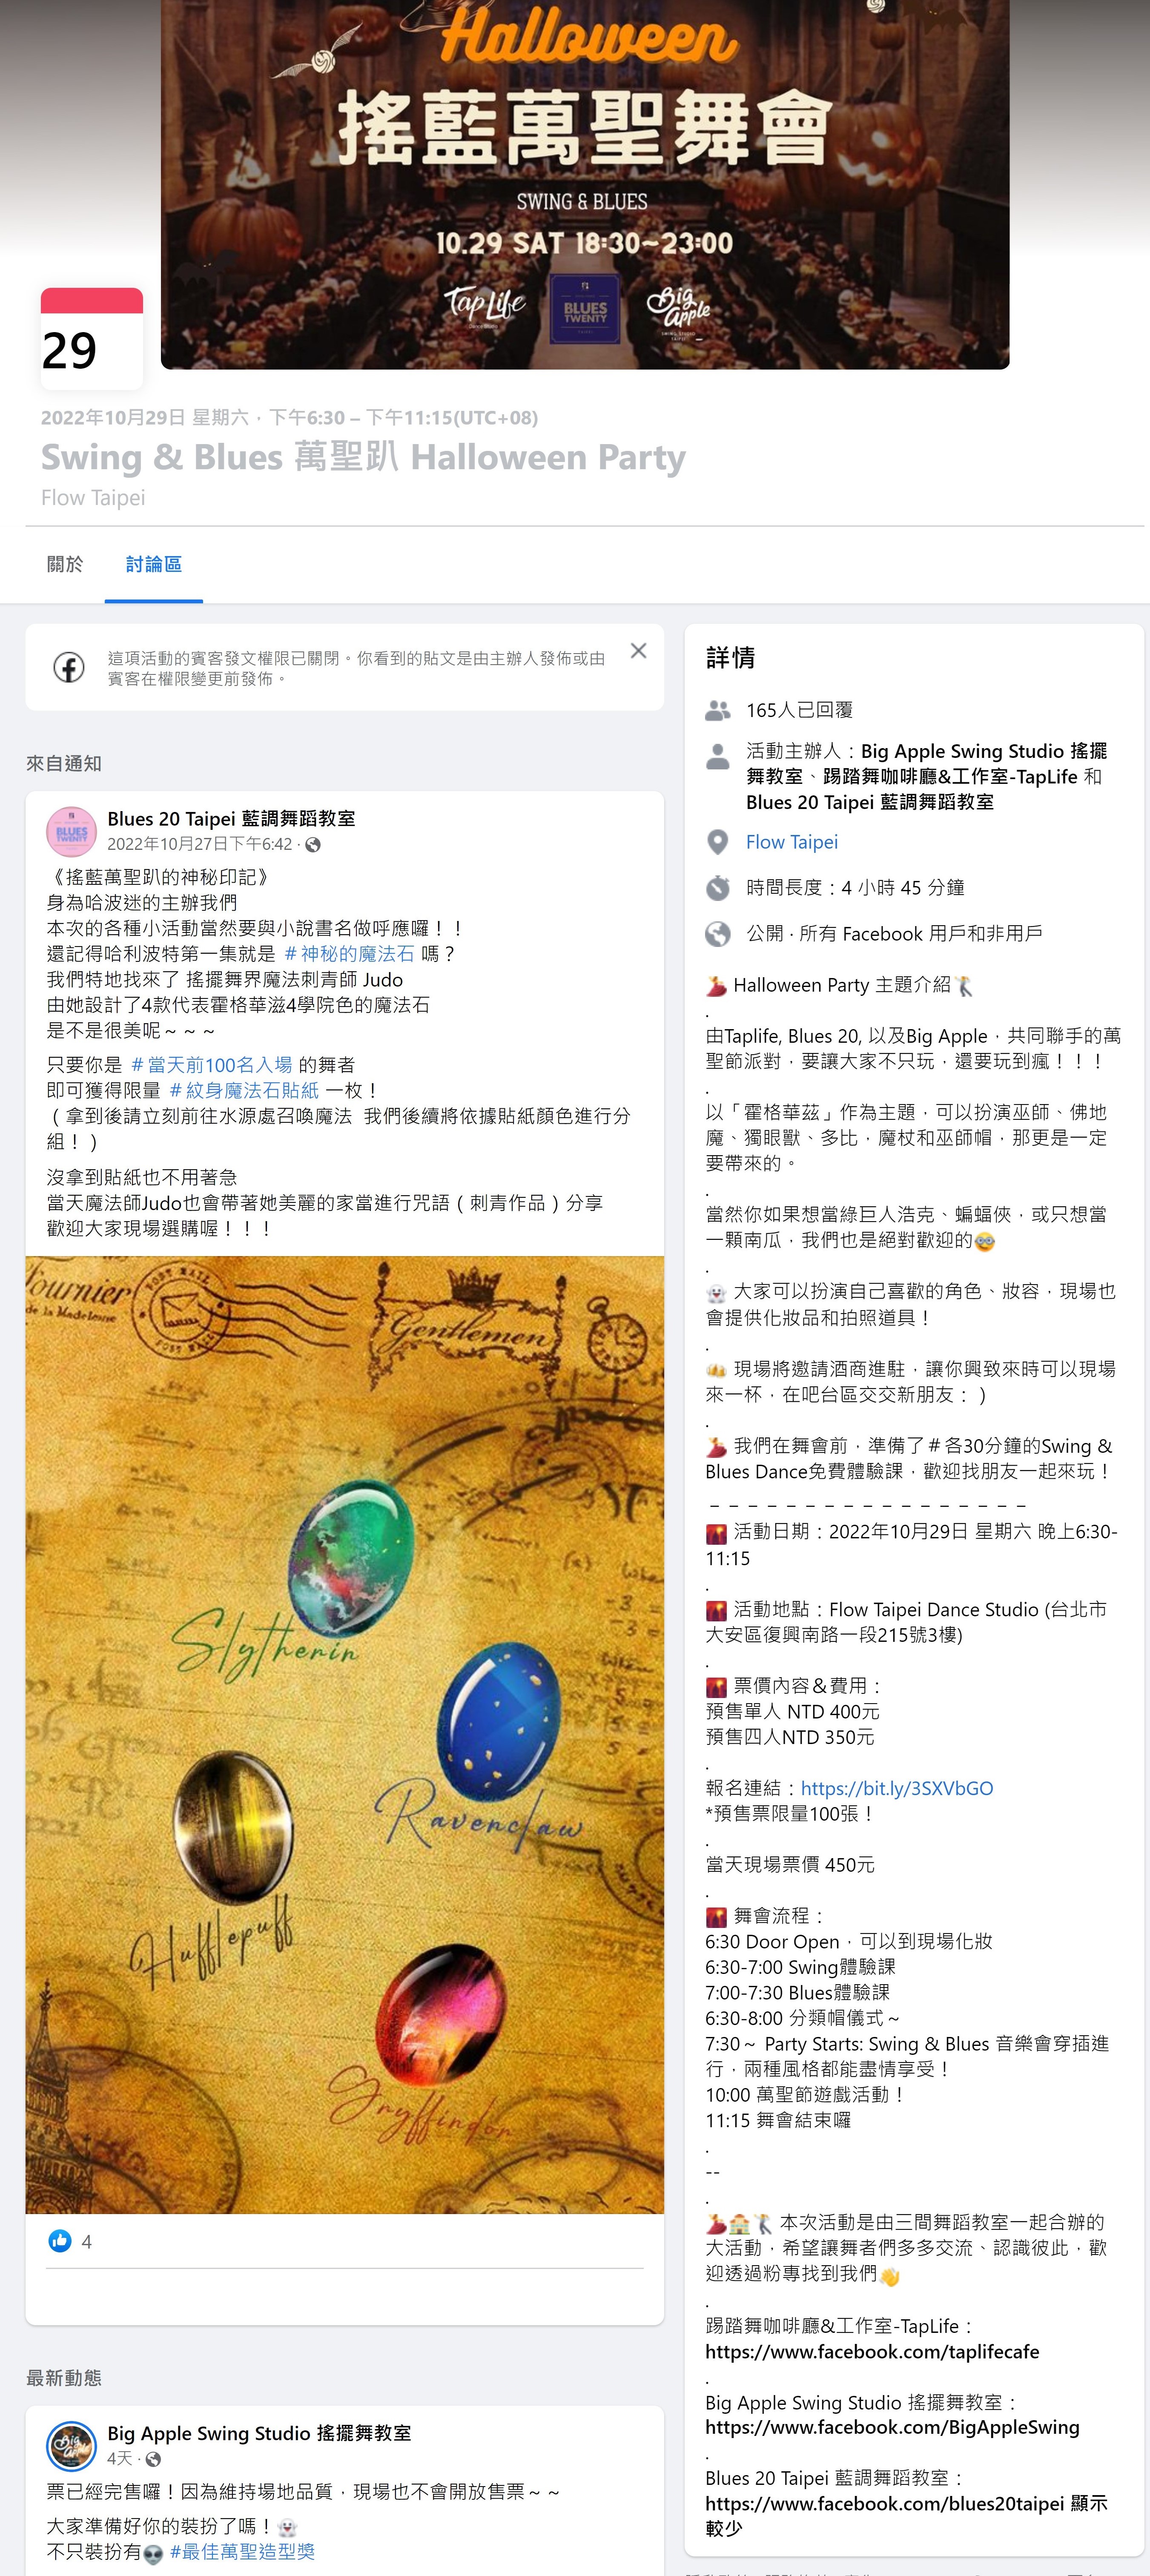 Halloween
搖藍萬聖舞會
SWING & BLUES
10.29 SAT 18:30~23:00
Tap Life
BLUES
TWENTY
Big
Apple
29
2022年10月29日 星期六，下午6:30 – 下午11:15(UTC+08)
Swing & Blues 萬聖趴 Halloween Party
Flow Taipei
關於
討論區
這項活動的賓客發文權限已關閉。你看到的貼文是由主辦人發佈或由
賓客在權限變更前發佈。
來自通知
Blues 20 Taipei 藍調舞蹈教室
2022年10月27日下午6:42 ·
《搖藍萬聖趴的神秘印記》
身為哈波迷的主辦我們
本次的各種小活動當然要與小說書名做呼應囉！！
還記得哈利波特第一集就是 ＃神秘的魔法石 嗎？
我們特地找來了 搖擺舞界魔法刺青師 Judo
由她設計了4款代表霍格華滋4學院色的魔法石
是不是很美呢～～～
只要你是 ＃當天前100名入場 的舞者
即可獲得限量 ＃紋身魔法石貼紙 一枚！
（拿到後請立刻前往水源處召喚魔法 我們後續將依據貼紙顏色進行分
組！）
沒拿到貼紙也不用著急
當天魔法師Judo也會帶著她美麗的家當進行咒語（刺青作品）分享
歡迎大家現場選購喔！！！
Tournier
de la Madeleine
POST MAIL
POST MAIL
Gentlemen
Slytherin
Ravenclaw
Hufflepuff
Gryffindor
4
最新動態
Big Apple Swing Studio 搖擺舞教室
4天 ·
票已經完售囉！因為維持場地品質，現場也不會開放售票～～
大家準備好你的裝扮了嗎！👻
不只裝扮有👽 #最佳萬聖造型獎
詳情
165人已回覆
活動主辦人：Big Apple Swing Studio 搖擺
舞教室、踢踏舞咖啡廳&工作室-TapLife 和
Blues 20 Taipei 藍調舞蹈教室
Flow Taipei
時間長度：4 小時 45 分鐘
公開 · 所有 Facebook 用戶和非用戶
💃 Halloween Party 主題介紹🕺
.
由Taplife, Blues 20, 以及Big Apple，共同聯手的萬
聖節派對，要讓大家不只玩，還要玩到瘋！！！
.
以「霍格華茲」作為主題，可以扮演巫師、佛地
魔、獨眼獸、多比，魔杖和巫師帽，那更是一定
要帶來的。
.
當然你如果想當綠巨人浩克、蝙蝠俠，或只想當
一顆南瓜，我們也是絕對歡迎的🥸
.
👻 大家可以扮演自己喜歡的角色、妝容，現場也
會提供化妝品和拍照道具！
.
🍻 現場將邀請酒商進駐，讓你興致來時可以現場
來一杯，在吧台區交交新朋友：）
.
💃 我們在舞會前，準備了＃各30分鐘的Swing &
Blues Dance免費體驗課，歡迎找朋友一起來玩！
－－－－－－－－－－－－－－－－－
🌋 活動日期：2022年10月29日 星期六 晚上6:30-
11:15
.
🌋 活動地點：Flow Taipei Dance Studio (台北市
大安區復興南路一段215號3樓)
.
🌋 票價內容＆費用：
預售單人 NTD 400元
預售四人NTD 350元
.
報名連結：https://bit.ly/3SXVbGO
*預售票限量100張！
.
當天現場票價 450元
.
🌋 舞會流程：
6:30 Door Open，可以到現場化妝
6:30-7:00 Swing體驗課
7:00-7:30 Blues體驗課
6:30-8:00 分類帽儀式～
7:30～ Party Starts: Swing & Blues 音樂會穿插進
行，兩種風格都能盡情享受！
10:00 萬聖節遊戲活動！
11:15 舞會結束囉
.
--
.
💃🏫🕺 本次活動是由三間舞蹈教室一起合辦的
大活動，希望讓舞者們多多交流、認識彼此，歡
迎透過粉專找到我們👋
.
踢踏舞咖啡廳&工作室-TapLife：
https://www.facebook.com/taplifecafe
.
Big Apple Swing Studio 搖擺舞教室：
https://www.facebook.com/BigAppleSwing
.
Blues 20 Taipei 藍調舞蹈教室：
https://www.facebook.com/blues20taipei 顯示
較少